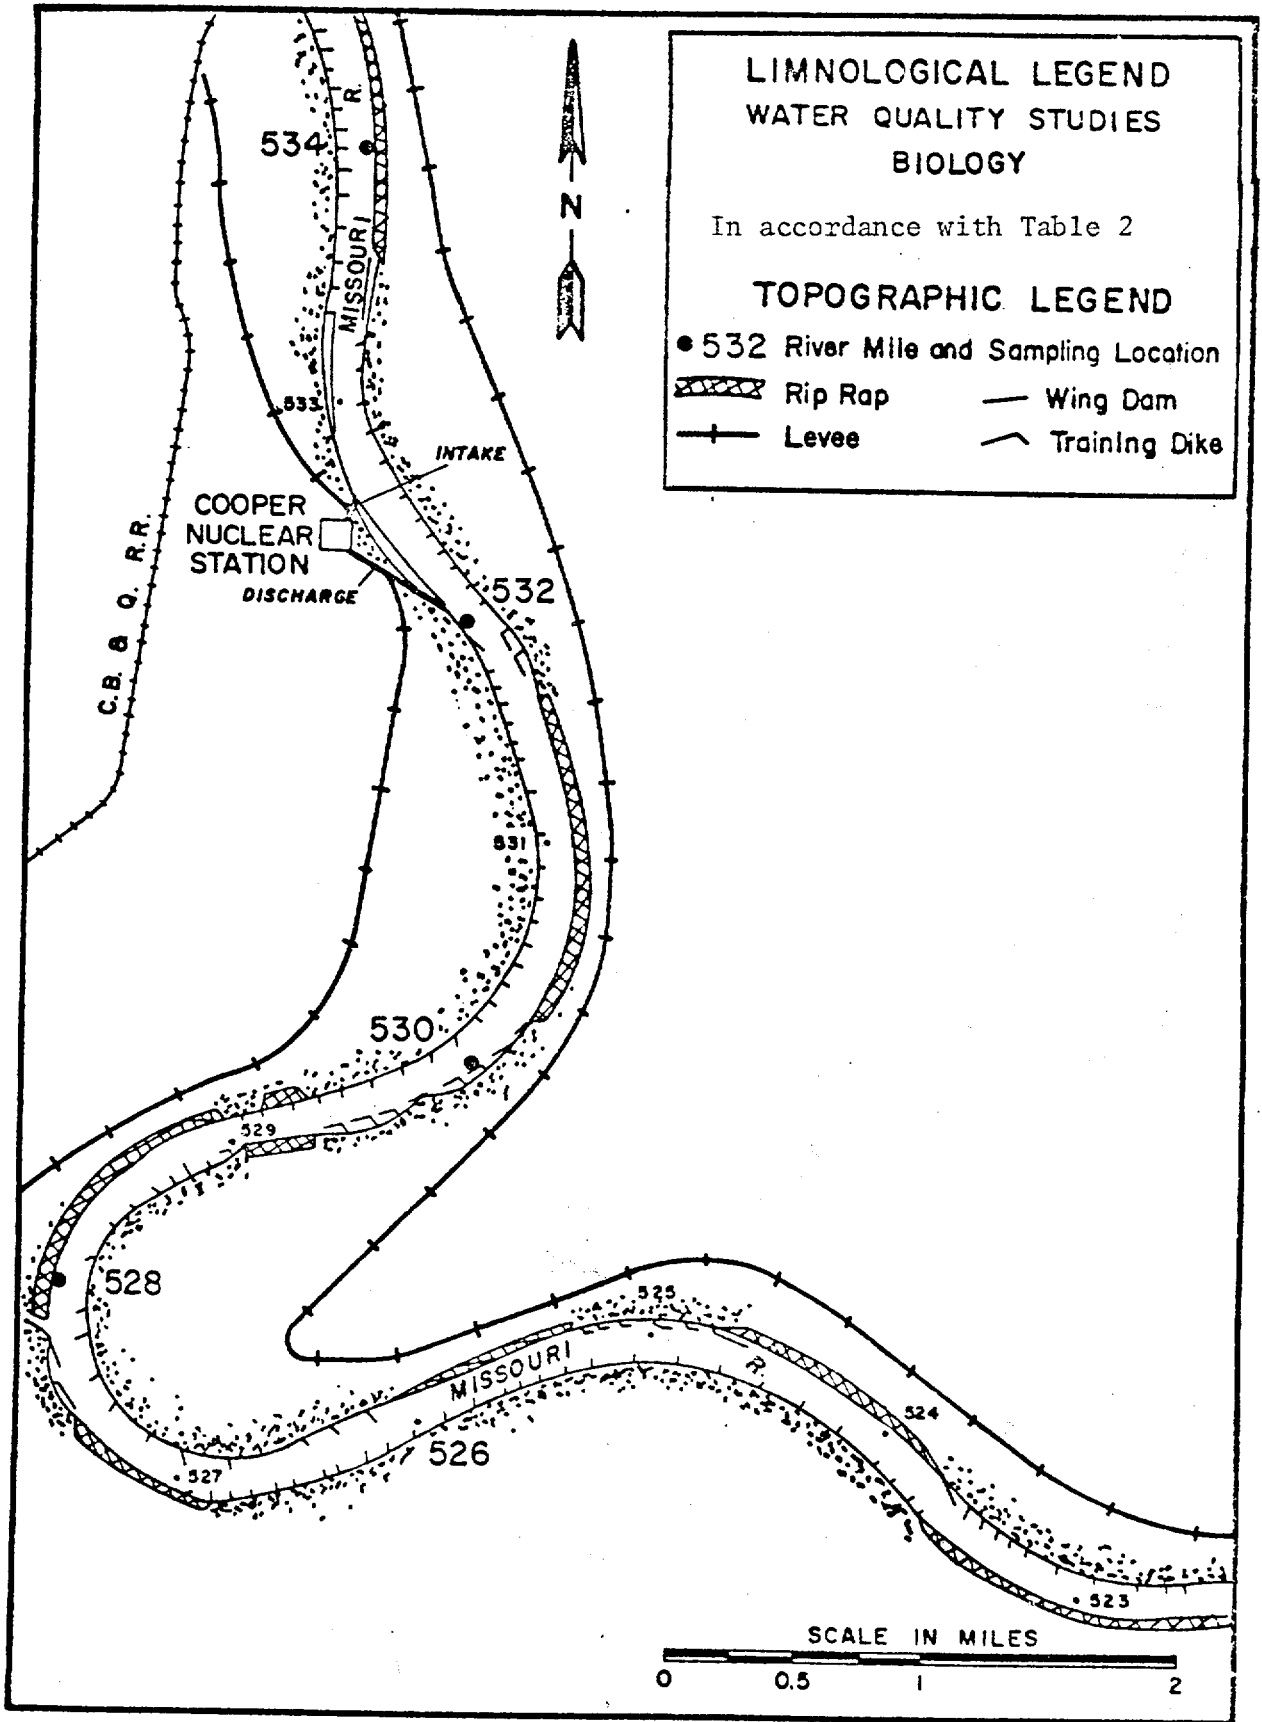 LIMNOLOGICAL LEGEND
WATER QUALITY STUDIES
BIOLOGY
In accordance with Table 2
TOPOGRAPHIC LEGEND
532 River Mile and Sampling Location
Rip Rap
Wing Dam
Levee
Training Dike
N
534
MISSOURI R.
533
INTAKE
COOPER
NUCLEAR
STATION
DISCHARGE
532
C.B. & Q. R.R.
531
530
529
528
525
MISSOURI R.
524
526
527
523
SCALE IN MILES
0 0.5 1 2